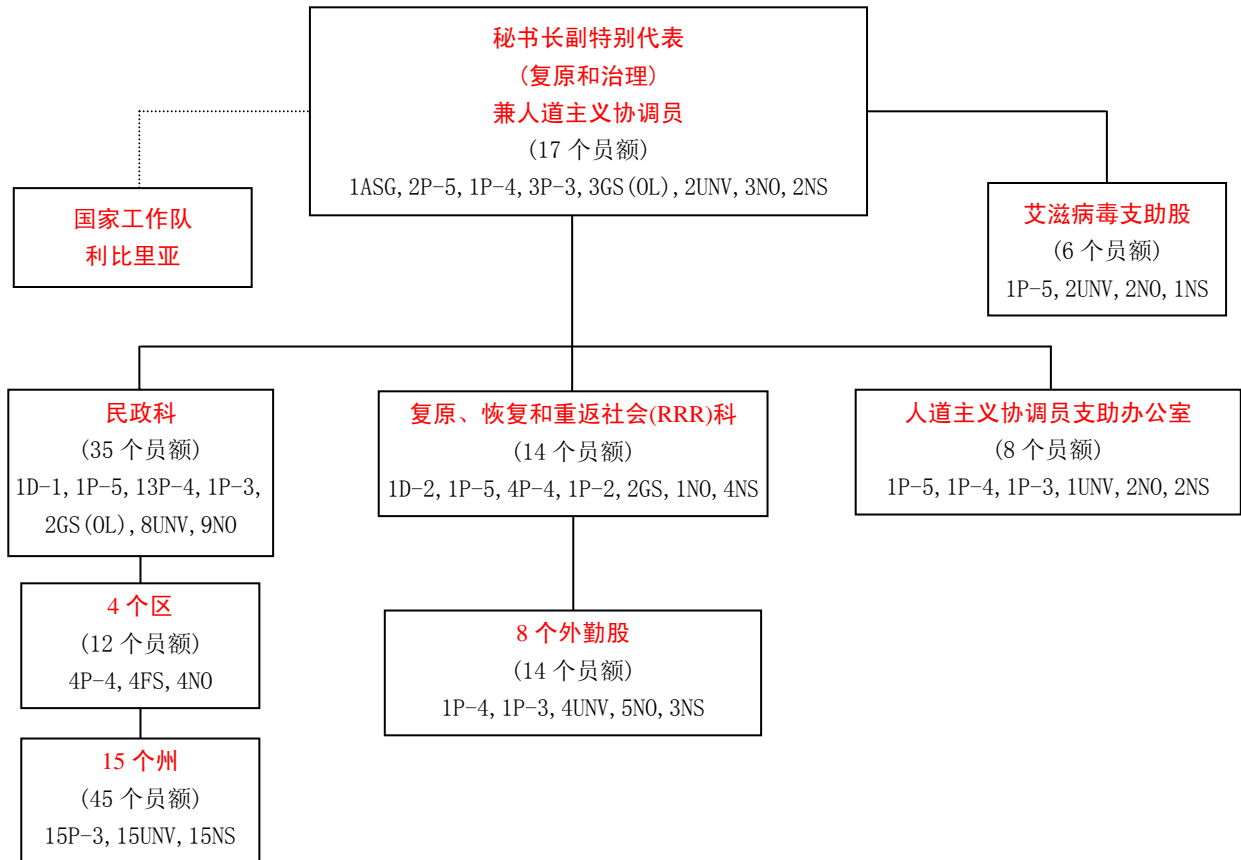 秘书长副特别代表
(复原和治理)
兼人道主义协调员
(17 个员额)
1ASG, 2P-5, 1P-4, 3P-3, 3GS(OL), 2UNV, 3NO, 2NS
国家工作队
利比里亚
艾滋病毒支助股
(6 个员额)
1P-5, 2UNV, 2NO, 1NS
民政科
(35 个员额)
1D-1, 1P-5, 13P-4, 1P-3,
2GS(OL), 8UNV, 9NO
复原、恢复和重返社会(RRR)科
(14 个员额)
1D-2, 1P-5, 4P-4, 1P-2, 2GS, 1NO, 4NS
人道主义协调员支助办公室
(8 个员额)
1P-5, 1P-4, 1P-3, 1UNV, 2NO, 2NS
4 个区
(12 个员额)
4P-4, 4FS, 4NO
8 个外勤股
(14 个员额)
1P-4, 1P-3, 4UNV, 5NO, 3NS
15 个州
(45 个员额)
15P-3, 15UNV, 15NS